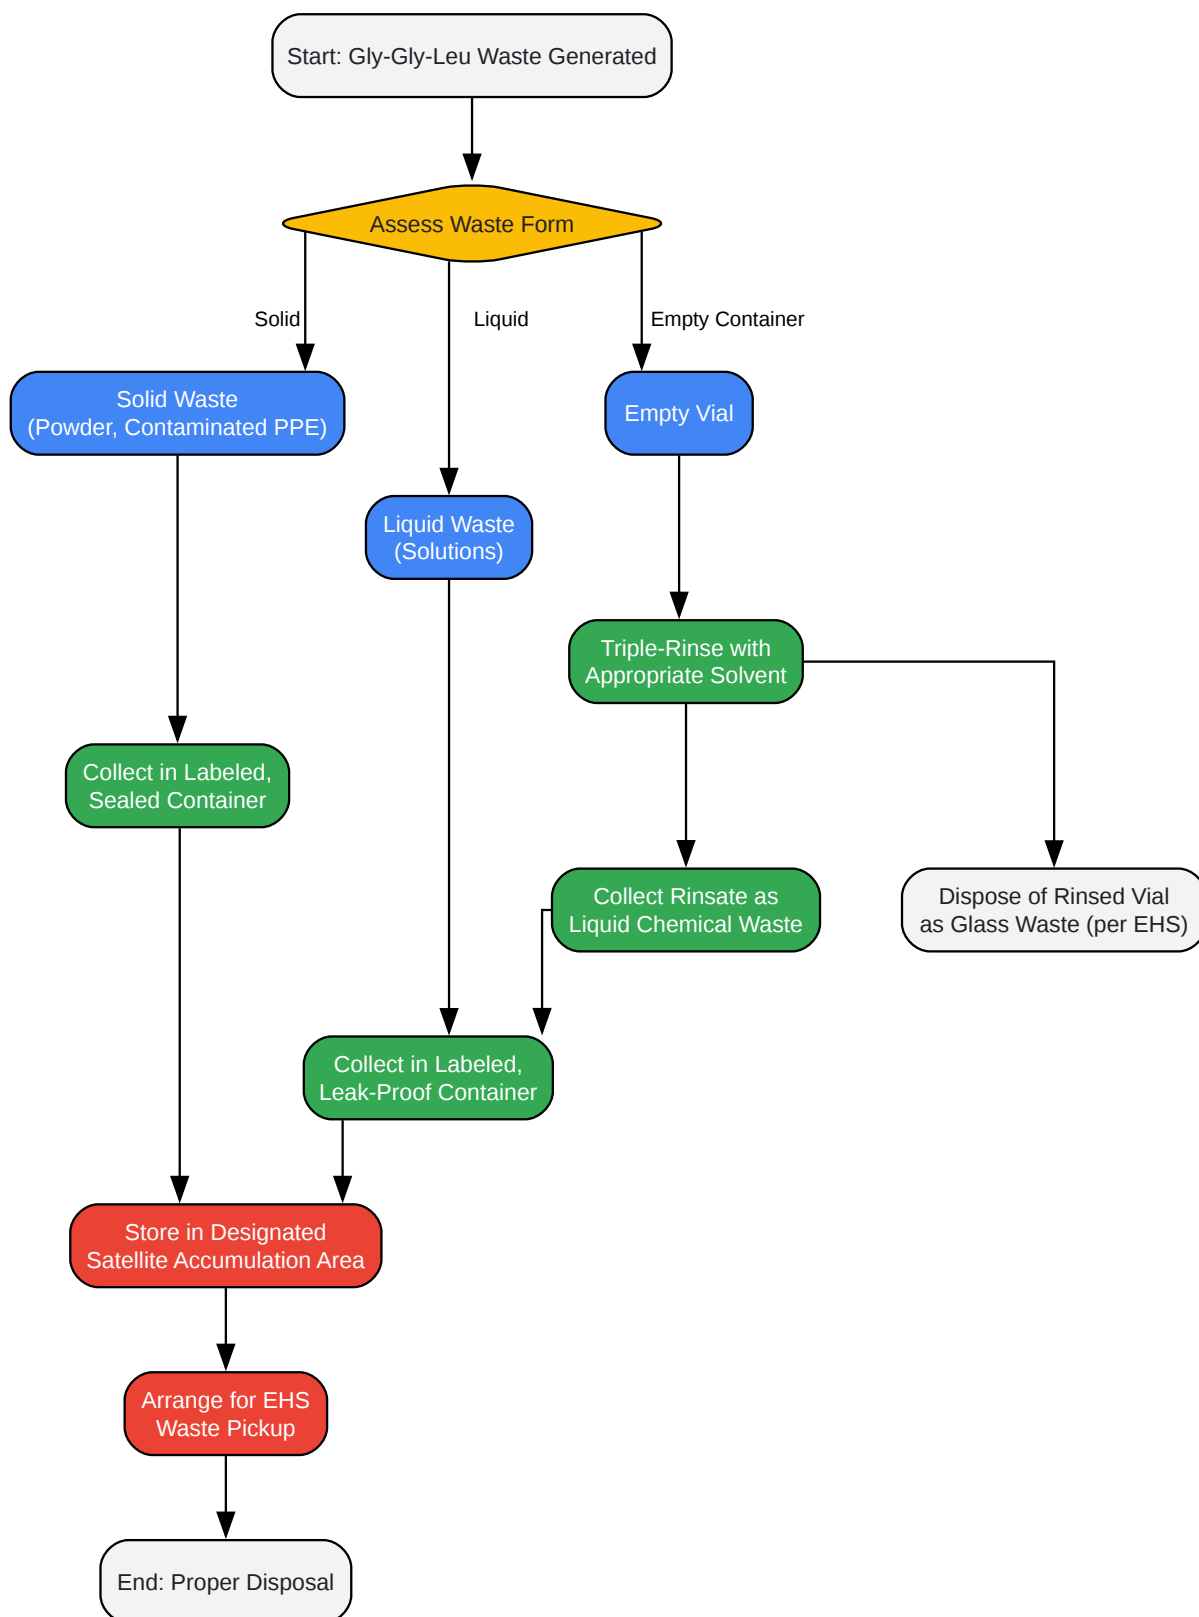 Start: Gly-Gly-Leu Waste Generated
Assess Waste Form
Solid
Liquid
Empty Container
Solid Waste
(Powder, Contaminated PPE)
Empty Vial
Liquid Waste
(Solutions)
Triple-Rinse with
Appropriate Solvent
Collect in Labeled,
Sealed Container
Collect Rinsate as
Liquid Chemical Waste
Dispose of Rinsed Vial
as Glass Waste (per EHS)
Collect in Labeled,
Leak-Proof Container
Store in Designated
Satellite Accumulation Area
Arrange for EHS
Waste Pickup
End: Proper Disposal